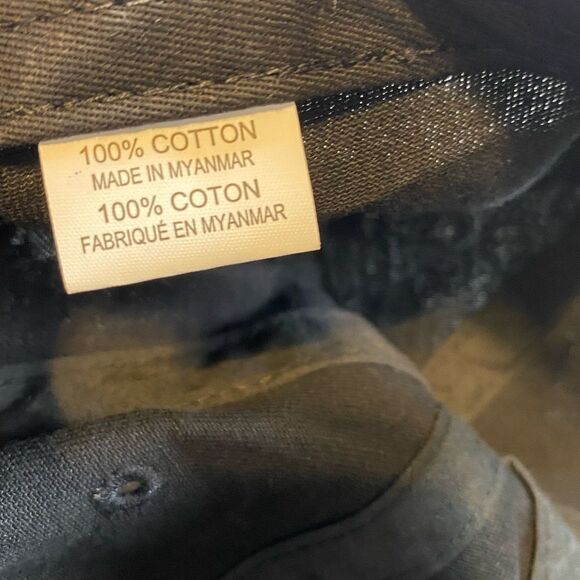 100% COTTON
MADE IN MYANMAR
100% COTON
FABRIQUÉ EN MYANMAR